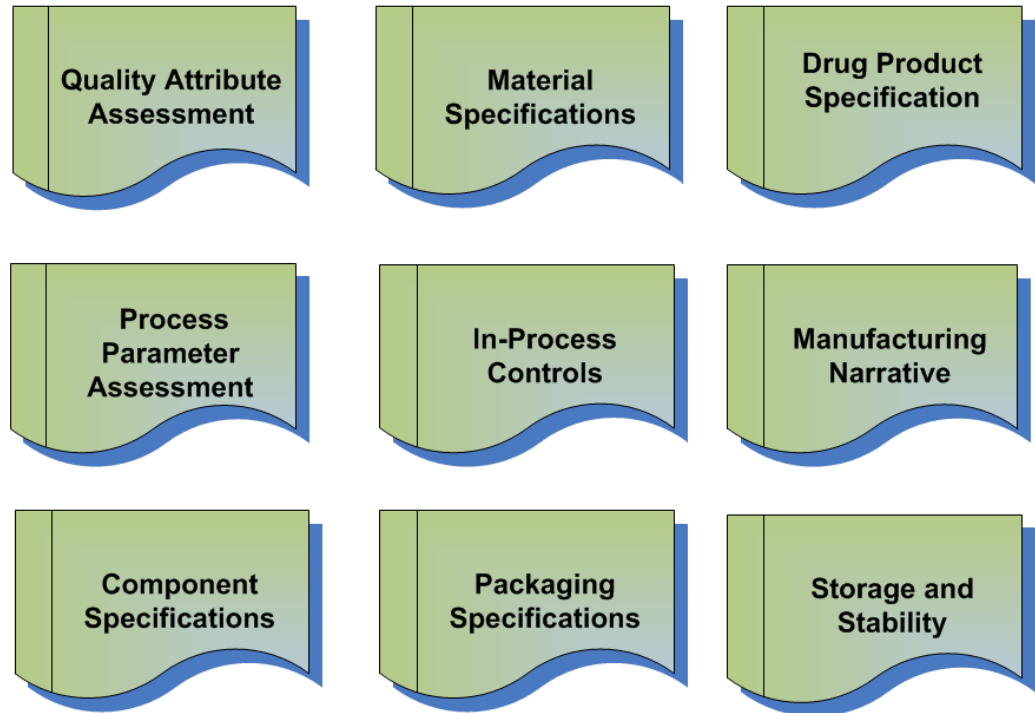 Quality Attribute
Assessment
Material
Specifications
Drug Product
Specification
Process
Parameter
Assessment
In-Process
Controls
Manufacturing
Narrative
Component
Specifications
Packaging
Specifications
Storage and
Stability